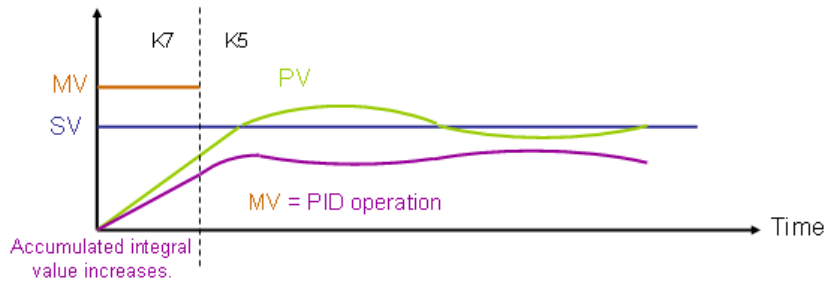 K7 K5
MV
PV
SV
MV = PID operation
Time
Accumulated integral
value increases.